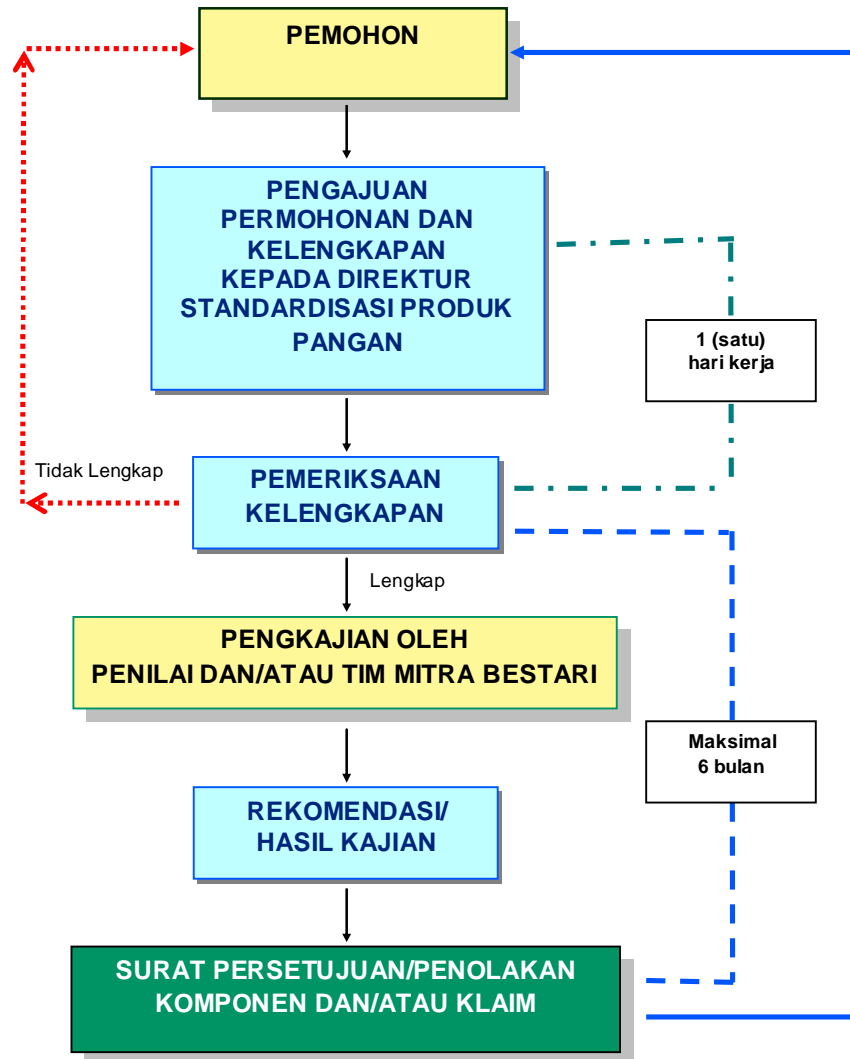 PEMOHON
PENGAJUAN
PERMOHONAN DAN
KELENGKAPAN
KEPADA DIREKTUR
STANDARDISASI PRODUK
PANGAN
1 (satu)
hari kerja
Tidak Lengkap
PEMERIKSAAN
KELENGKAPAN
Lengkap
PENGKAJIAN OLEH
PENILAI DAN/ATAU TIM MITRA BESTARI
Maksimal
6 bulan
REKOMENDASI/
HASIL KAJIAN
SURAT PERSETUJUAN/PENOLAKAN
KOMPONEN DAN/ATAU KLAIM